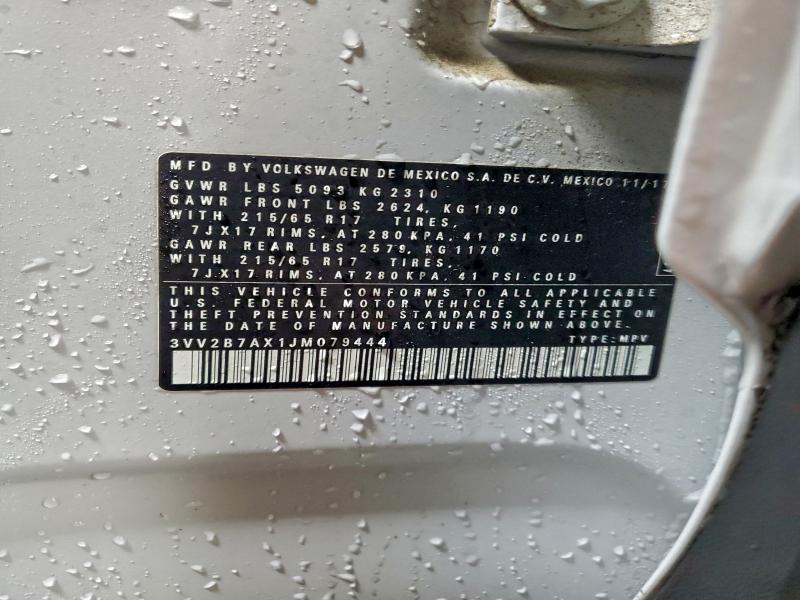 MFD BY VOLKSWAGEN DE MEXICO S.A. DE C.V. MEXICO 11/17
GVWR LBS 5093 KG 2310
GAWR FRONT LBS 2624, KG 1190
WITH 215/65 R17 TIRES,
7JX17 RIMS, AT 280 KPA, 41 PSI COLD
GAWR REAR LBS 2579, KG 1170
WITH 215/65 R17 TIRES,
7JX17 RIMS, AT 280 KPA, 41 PSI COLD
THIS VEHICLE CONFORMS TO ALL APPLICABLE
U.S. FEDERAL MOTOR VEHICLE SAFETY AND
THEFT PREVENTION STANDARDS IN EFFECT ON
THE DATE OF MANUFACTURE SHOWN ABOVE.
3VV2B7AX1JM079444 TYPE: MPV